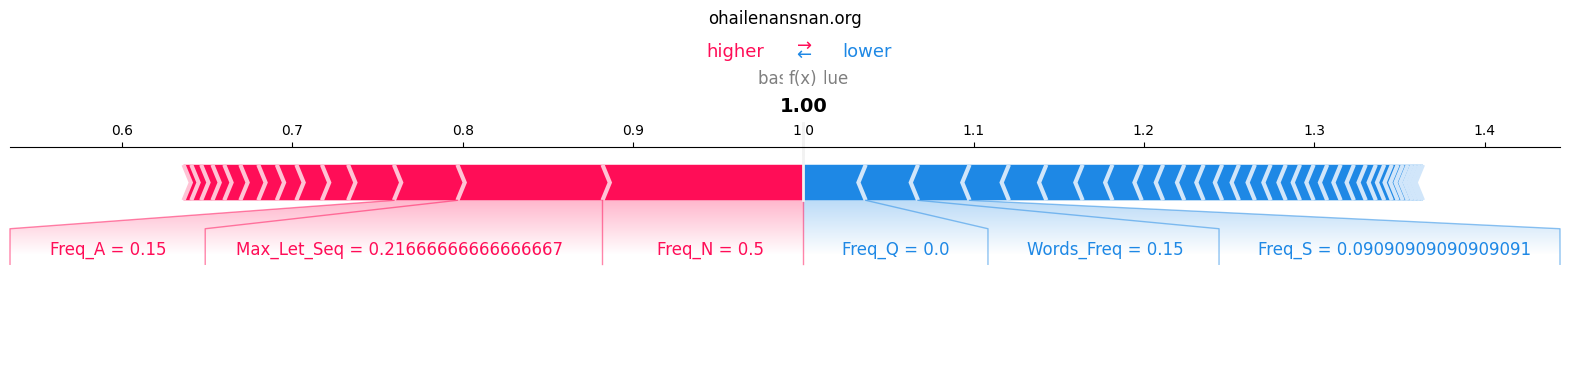 ohailenansnan.org
higher → lower
←
f(x)
1.00
0.6 0.7 0.8 0.9 1.0 1.1 1.2 1.3 1.4
Freq_A = 0.15 Max_Let_Seq = 0.21666666666666667 Freq_N = 0.5 Freq_Q = 0.0 Words_Freq = 0.15 Freq_S = 0.09090909090909091